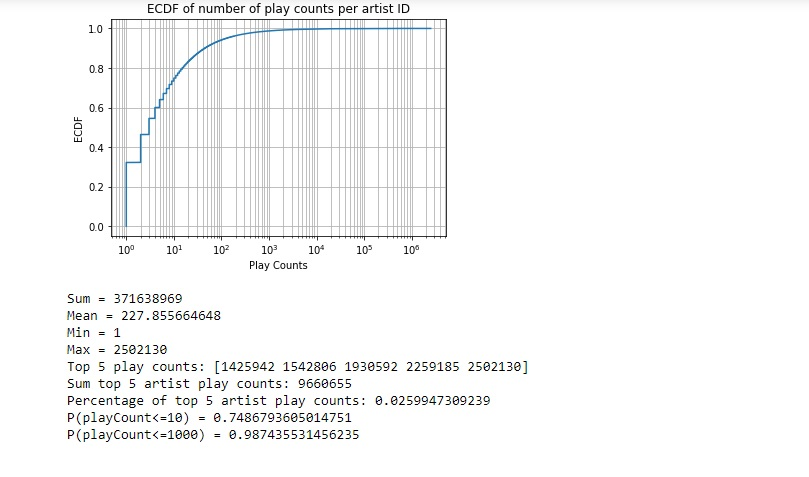 ECDF of number of play counts per artist ID
1.0
0.8
0.6
0.4
0.2
0.0
ECDF
10⁰ 10¹ 10² 10³ 10⁴ 10⁵ 10⁶
Play Counts
Sum = 371638969
Mean = 227.855664648
Min = 1
Max = 2502130
Top 5 play counts: [1425942 1542806 1930592 2259185 2502130]
Sum top 5 artist play counts: 9660655
Percentage of top 5 artist play counts: 0.0259947309239
P(playCount<=10) = 0.7486793605014751
P(playCount<=1000) = 0.987435531456235